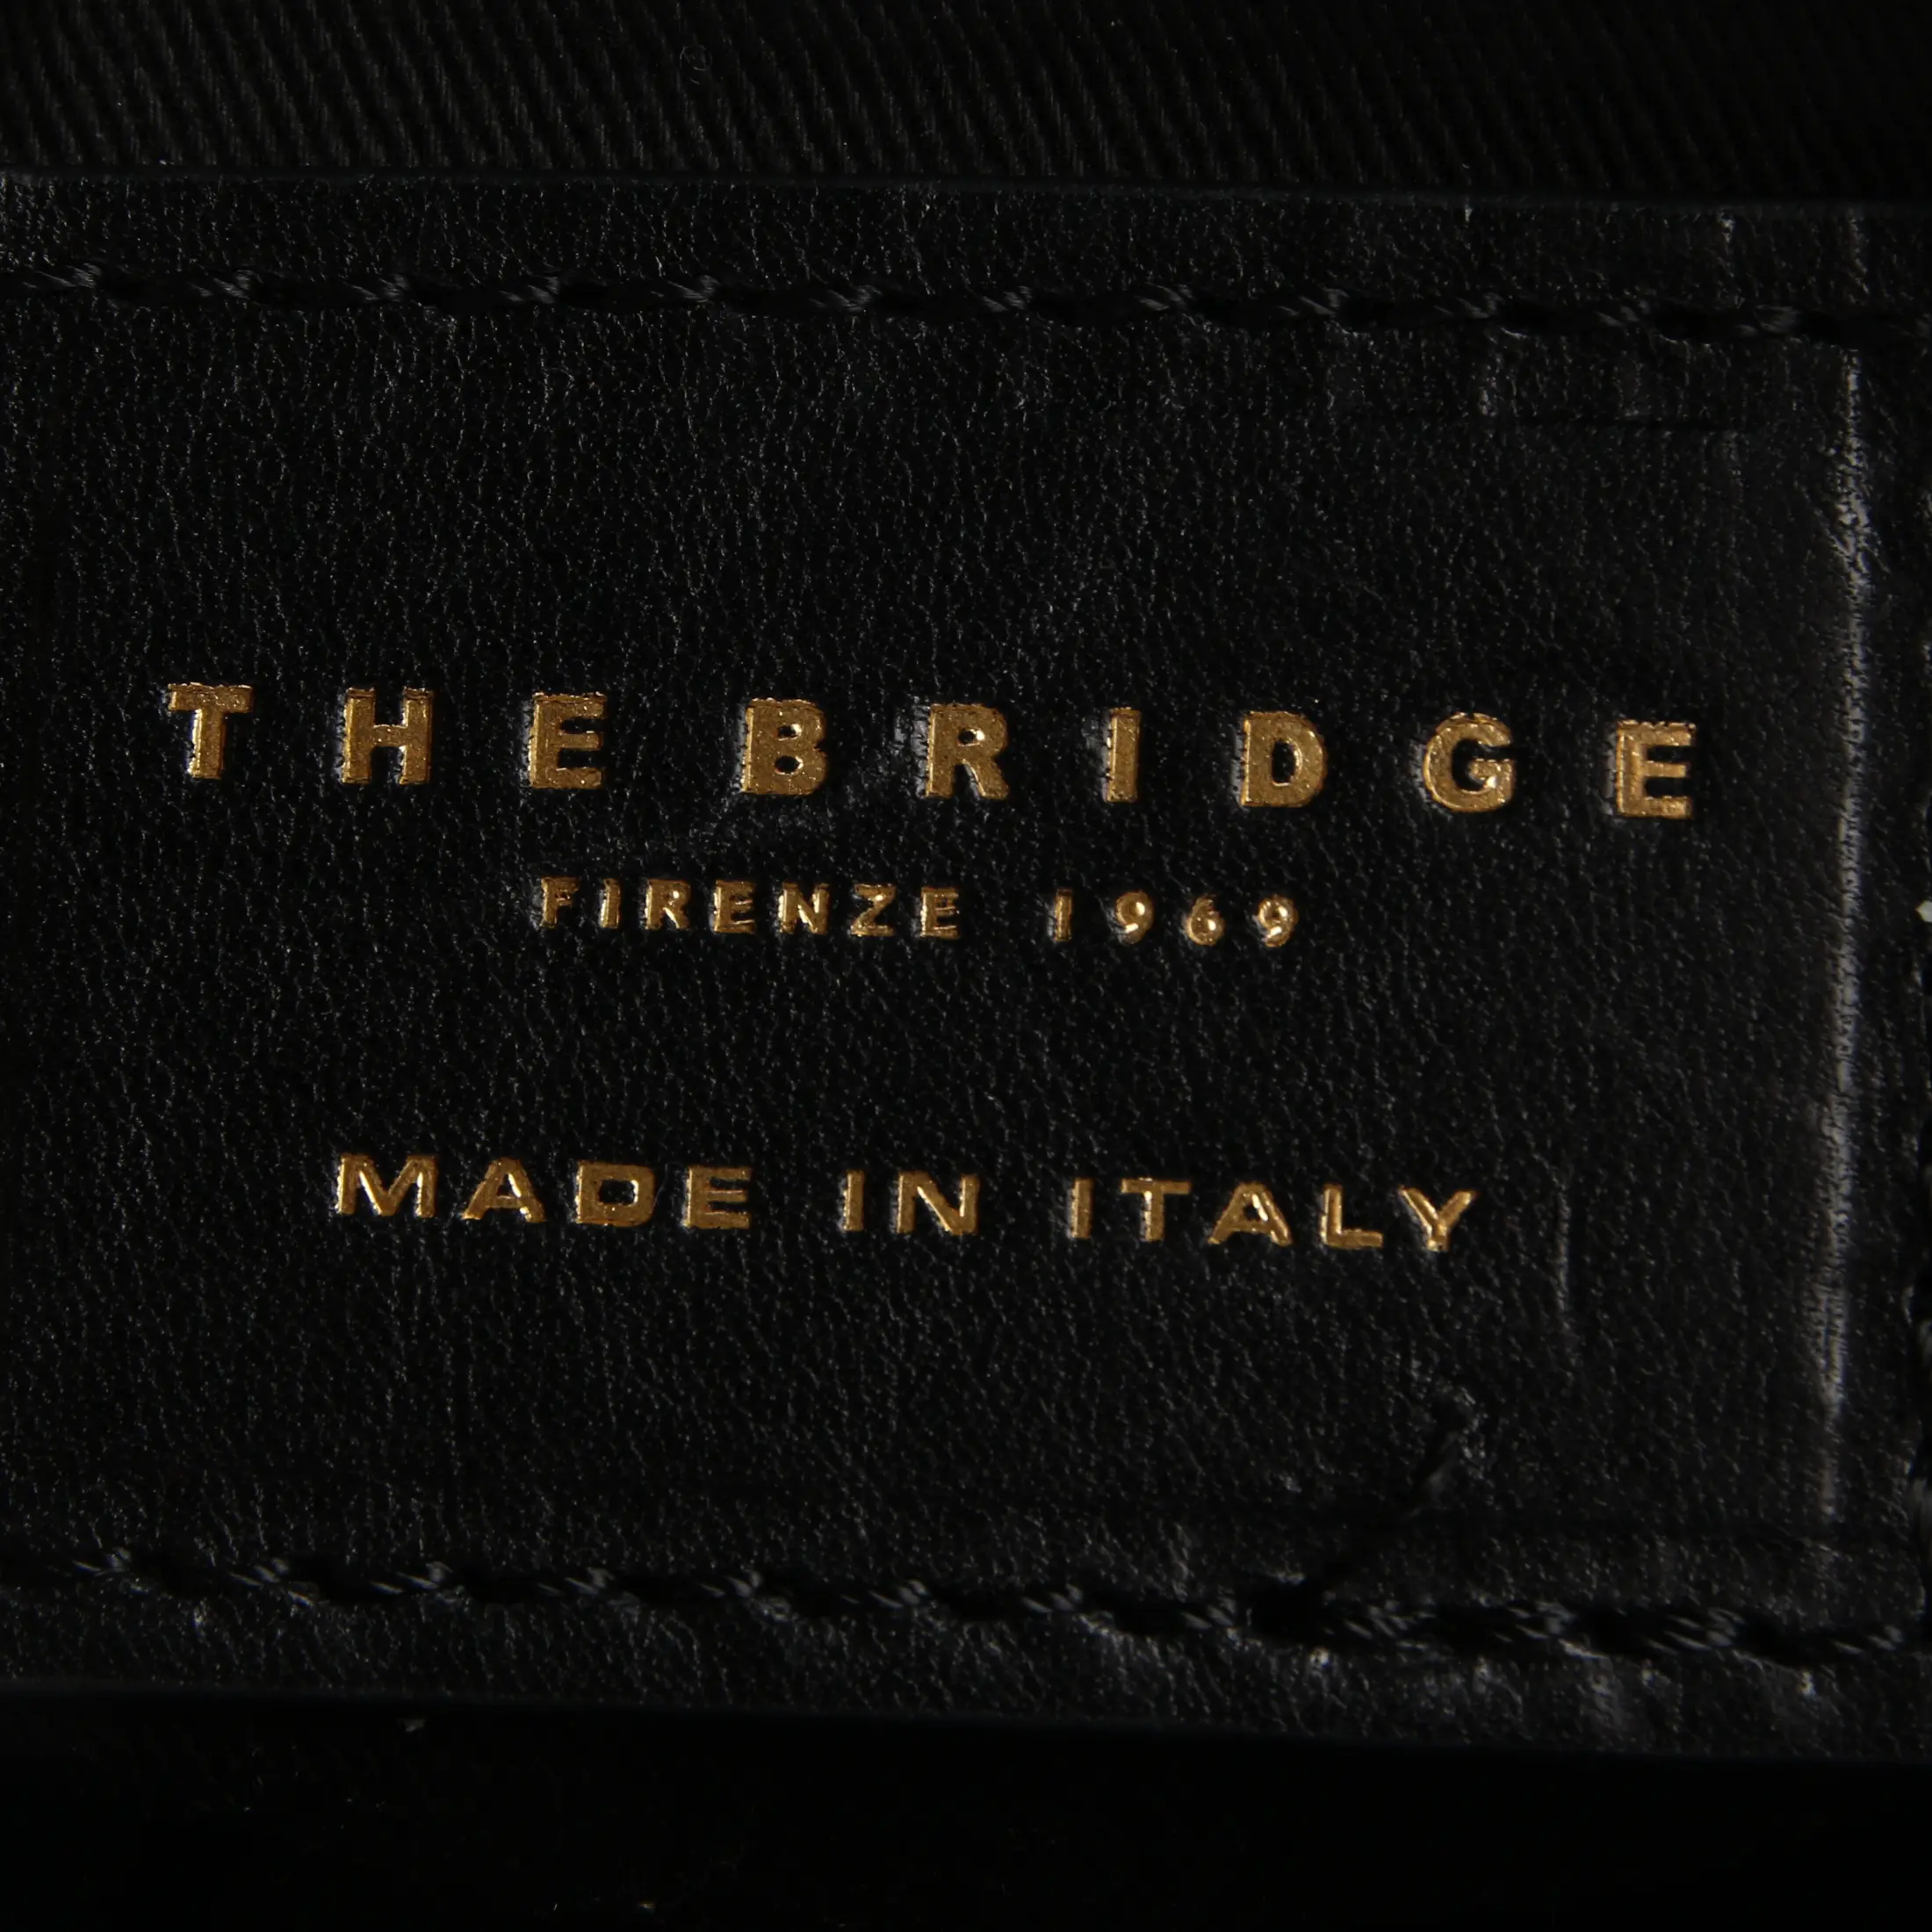 THE BRIDGE
FIRENZE 1969
MADE IN ITALY